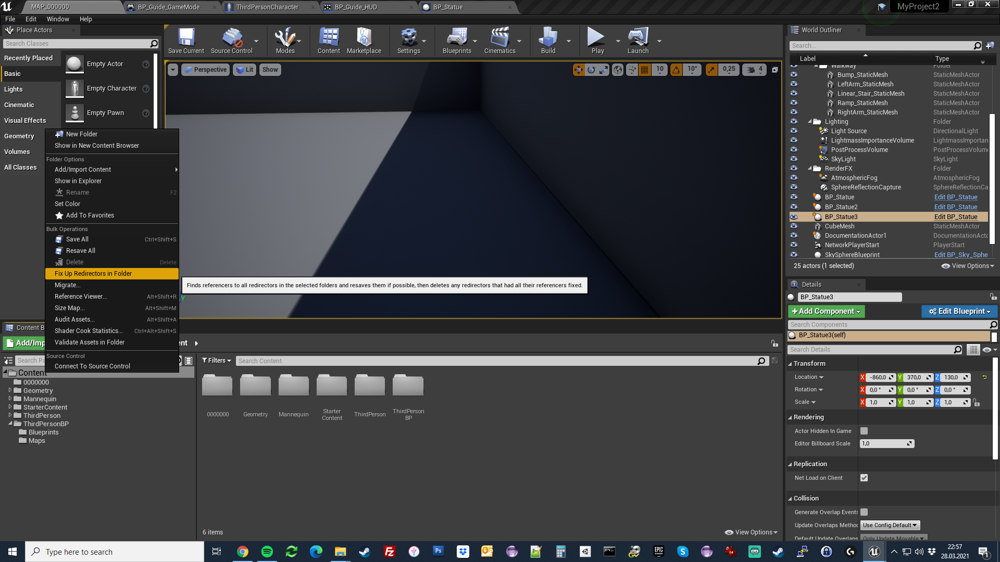 MAP_000000
BP_Guide_GameMode
ThirdPersonCharacter
BP_Guide_HUD
BP_Statue
MyProject2
File
Edit
Window
Help
Place Actors
Search Classes
Recently Placed
Basic
Lights
Cinematic
Visual Effects
Geometry
Volumes
All Classes
Empty Actor
Empty Character
Empty Pawn
Save Current
Source Control
Modes
Content
Marketplace
Settings
Blueprints
Cinematics
Build
Play
Launch
Perspective
Lit
Show
10
10°
0,25
4
New Folder
Show in New Content Browser
Folder Options
Add/Import Content
Show in Explorer
Rename F2
Set Color
Add To Favorites
Bulk Operations
Save All Ctrl+Shift+S
Resave All
Delete Delete
Fix Up Redirectors in Folder
Migrate...
Reference Viewer... Alt+Shift+R
Size Map... Alt+Shift+M
Audit Assets... Alt+Shift+A
Shader Cook Statistics... Ctrl+Alt+Shift+S
Validate Assets in Folder
Source Control
Connect To Source Control
Finds referencers to all redirectors in the selected folders and resaves them if possible, then deletes any redirectors that had all their referencers fixed.
Y
Content B
Add/Imp
ent
Search Pa
Content
0000000
Geometry
Mannequin
StarterContent
ThirdPerson
ThirdPersonBP
Blueprints
Maps
Filters
Search Content
0000000
Geometry
Mannequin
Starter
Content
ThirdPerson
ThirdPerson
BP
6 items
View Options
World Outliner
Search...
Label Type
Walkway Folder
Bump_StaticMesh StaticMeshActor
LeftArm_StaticMesh StaticMeshActor
Linear_Stair_StaticMesh StaticMeshActor
Ramp_StaticMesh StaticMeshActor
RightArm_StaticMesh StaticMeshActor
Lighting Folder
Light Source DirectionalLight
LightmassImportanceVolume LightmassImportan
PostProcessVolume PostProcessVolume
SkyLight SkyLight
RenderFX Folder
AtmosphericFog AtmosphericFog
SphereReflectionCapture SphereReflectionCa
BP_Statue Edit BP_Statue
BP_Statue2 Edit BP_Statue
BP_Statue3 Edit BP_Statue
CubeMesh StaticMeshActor
DocumentationActor1 DocumentationActo
NetworkPlayerStart PlayerStart
SkySphereBlueprint Edit BP_Sky_Sphe
25 actors (1 selected)
View Options
Details
BP_Statue3
Add Component
Edit Blueprint
Search Components
BP_Statue3(self)
Search Details
Transform
Location X -860,0 Y 370,0 Z 130,0
Rotation X 0,0 ° Y 0,0 ° Z 0,0 °
Scale X 1,0 Y 1,0 Z 1,0
Rendering
Actor Hidden In Game
Editor Billboard Scale 1,0
Replication
Net Load on Client
Collision
Generate Overlap Events
Update Overlaps Method Use Config Default
Default Update Overlaps Only Update Movable
Type here to search
22:57
28.03.2021
1